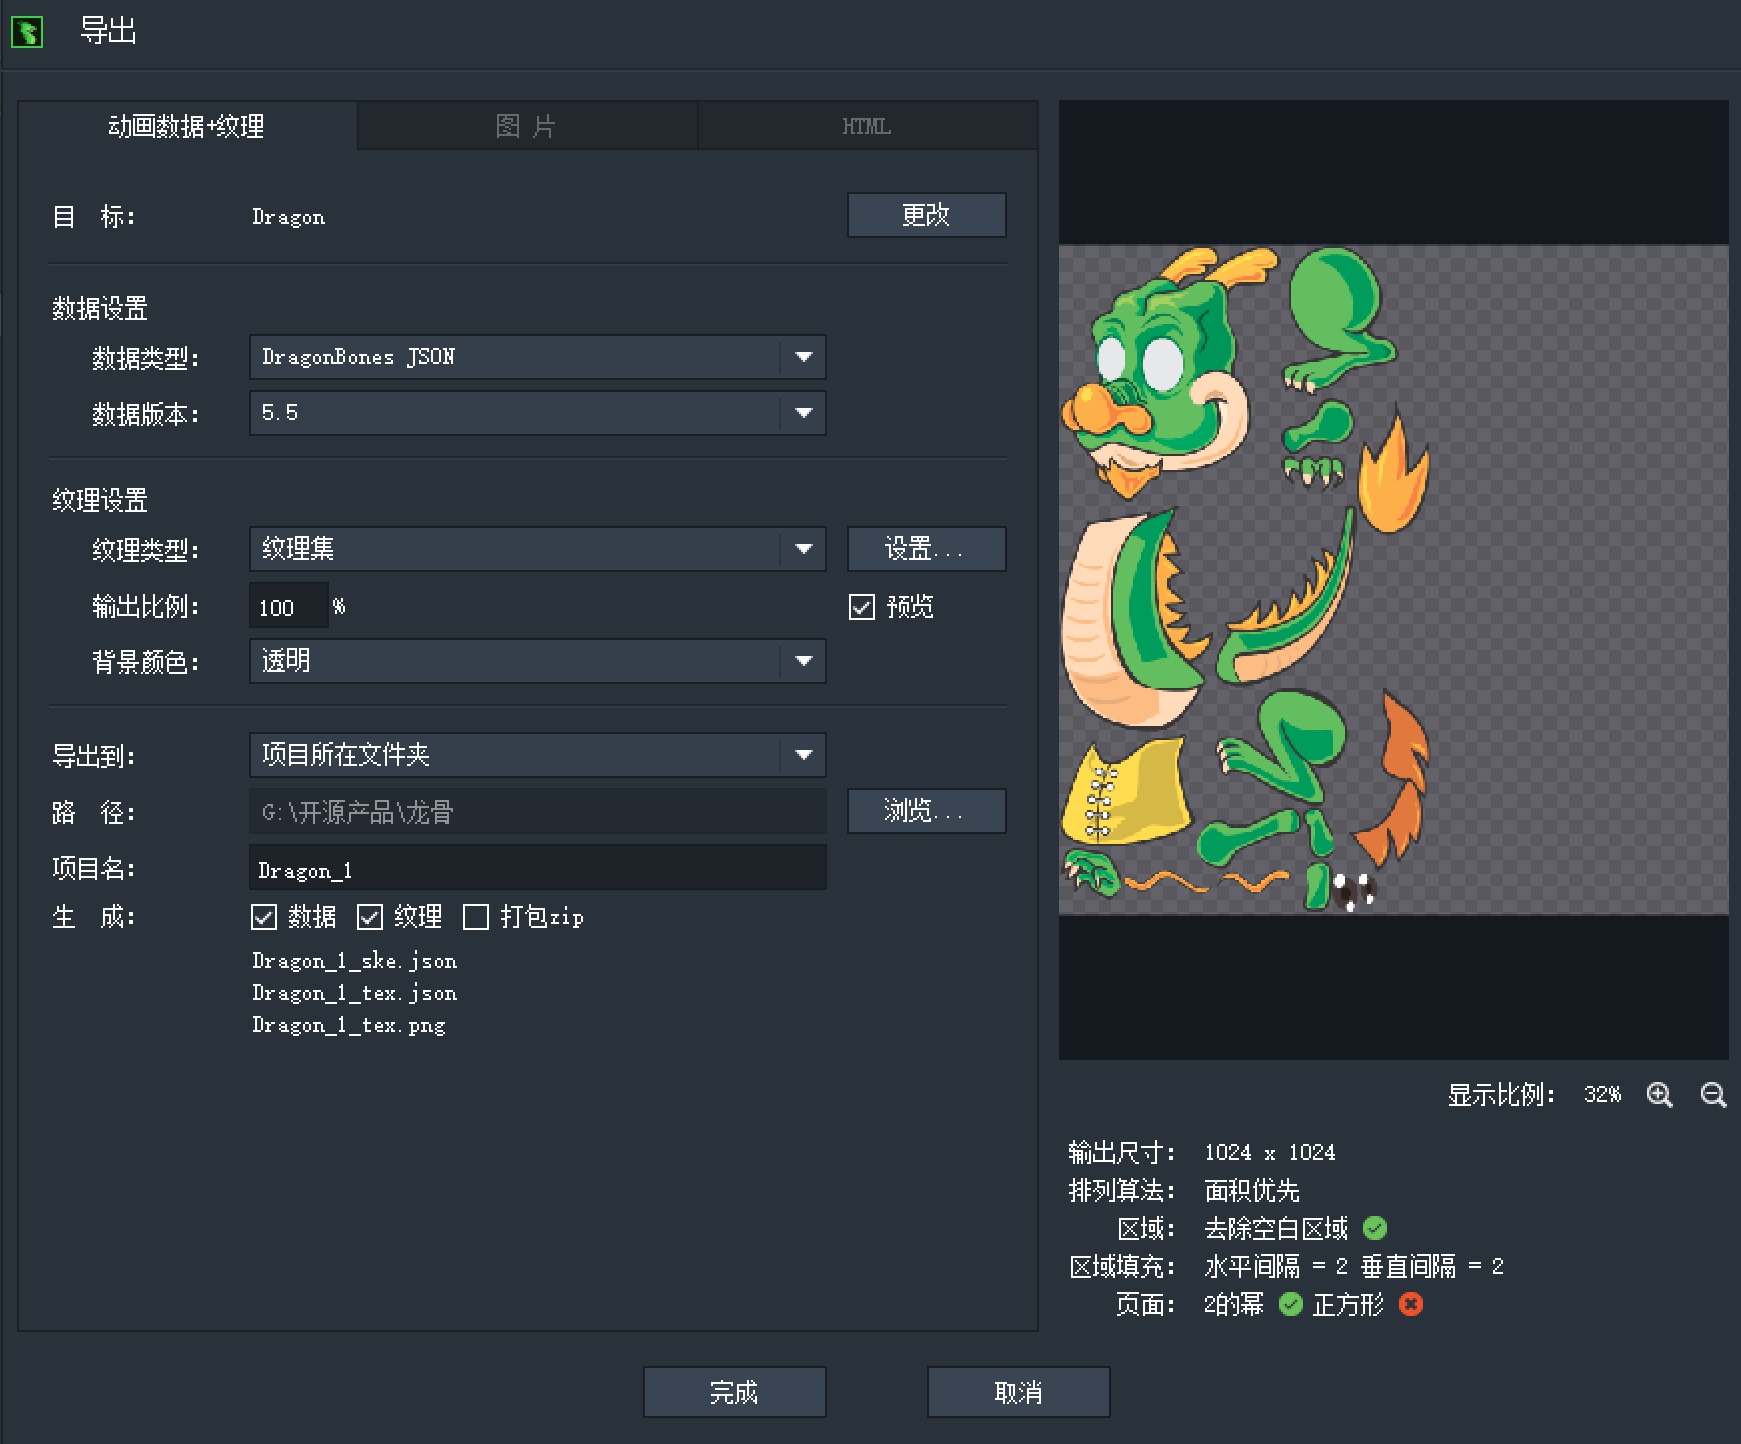 导出
动画数据+纹理 图 片 HTML
目 标: Dragon 更改
数据设置
数据类型: DragonBones JSON
数据版本: 5.5
纹理设置
纹理类型: 纹理集 设置...
输出比例: 100 % 预览
背景颜色: 透明
导出到: 项目所在文件夹
路 径: G:\开源产品\龙骨 浏览...
项目名: Dragon_1
生 成: 数据 纹理 打包zip
Dragon_1_ske.json
Dragon_1_tex.json
Dragon_1_tex.png
显示比例: 32%
输出尺寸: 1024 x 1024
排列算法: 面积优先
区域: 去除空白区域
区域填充: 水平间隔 = 2 垂直间隔 = 2
页面: 2的幂 正方形
完成 取消